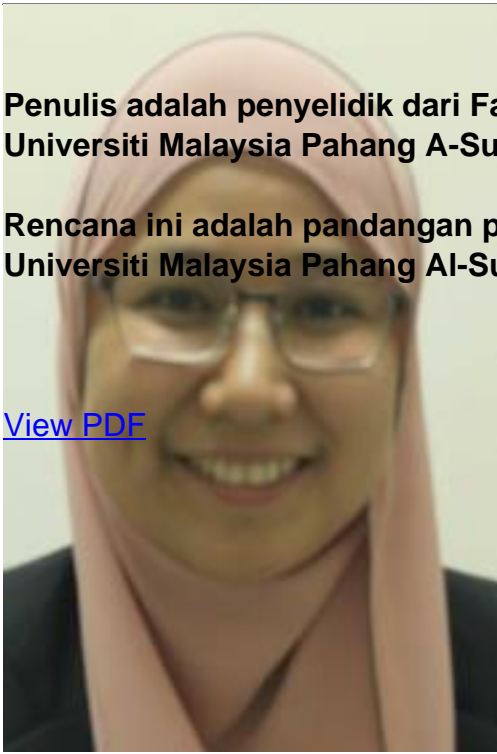 Penulis adalah penyelidik dari Fa
Universiti Malaysia Pahang A-Su
Rencana ini adalah pandangan p
Universiti Malaysia Pahang Al-Su
View PDF